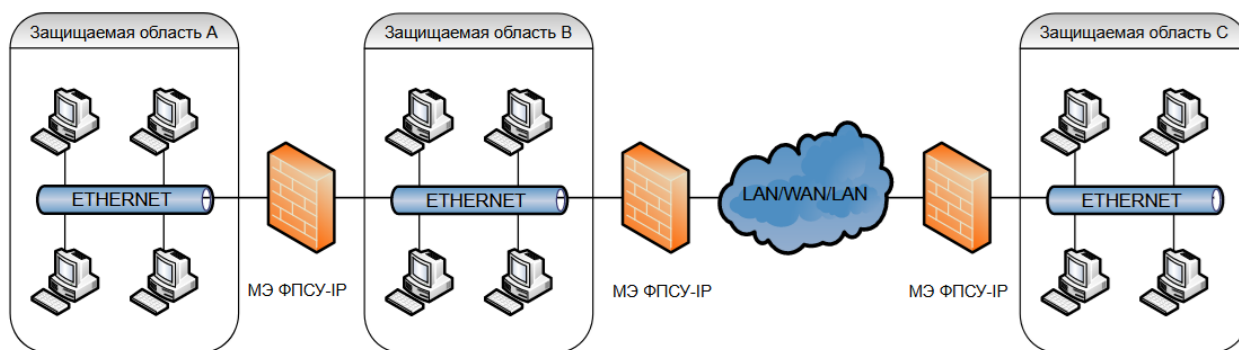 Защищаемая область А
Защищаемая область В
Защищаемая область С
ETHERNET
ETHERNET
LAN/WAN/LAN
ETHERNET
МЭ ФПСУ-IP
МЭ ФПСУ-IP
МЭ ФПСУ-IP